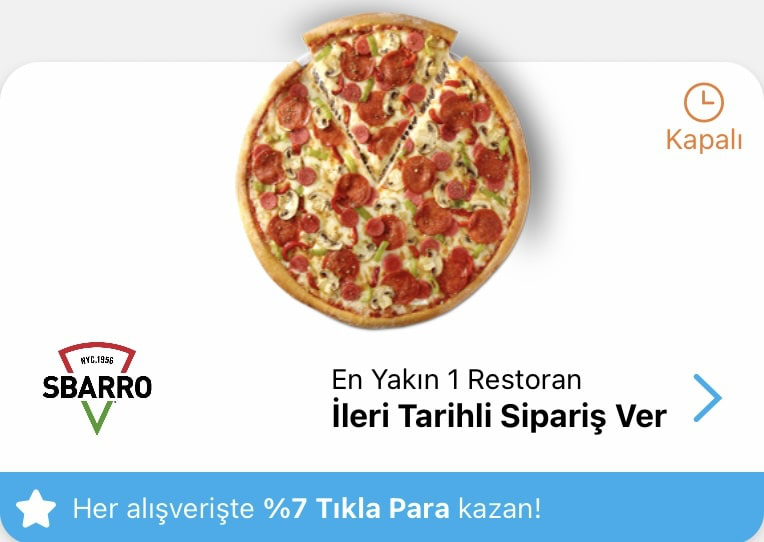 Kapalı
NYC.1956
SBARRO
En Yakın 1 Restoran
İleri Tarihli Sipariş Ver
Her alışverişte %7 Tıkla Para kazan!